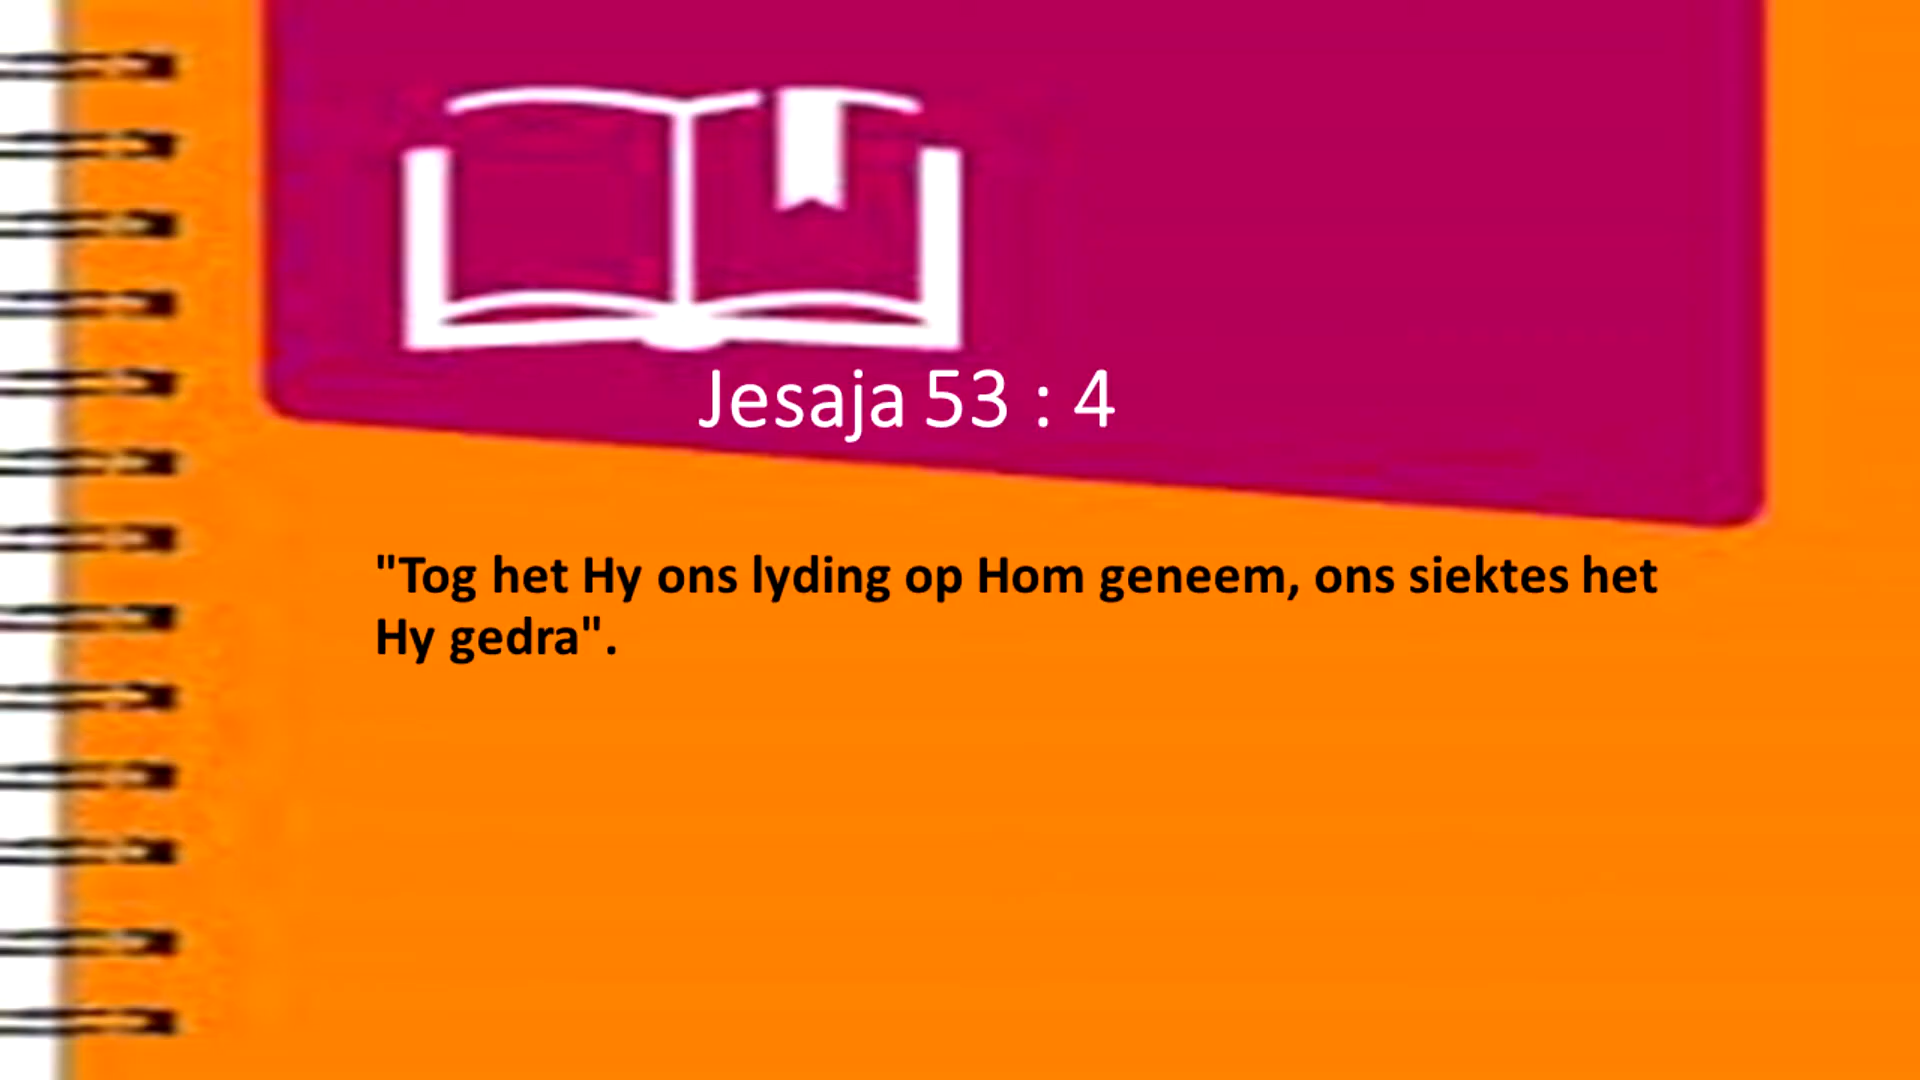 Jesaja 53 : 4
"Tog het Hy ons lyding op Hom geneem, ons siektes het
Hy gedra".